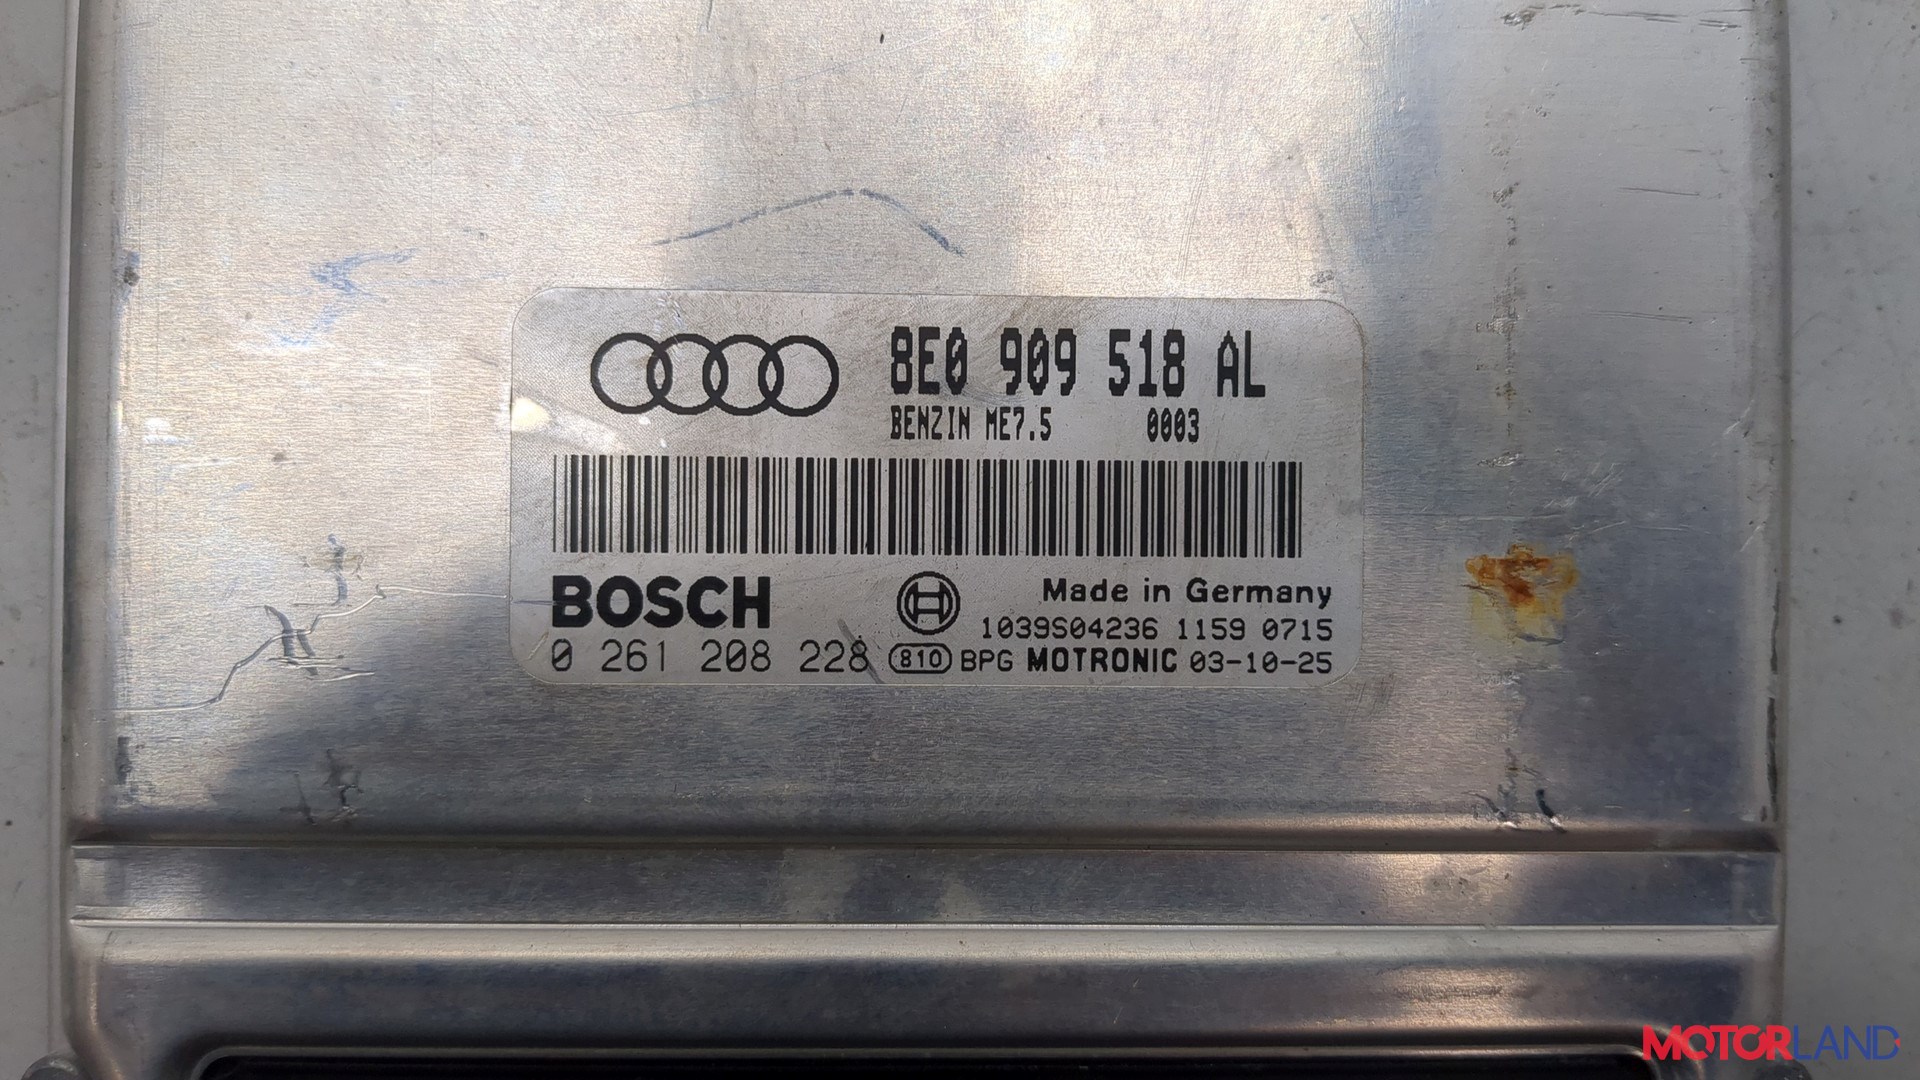 8E0 909 518 AL
BENZIN ME7.5 0003
BOSCH
Made in Germany
1039S04236 1159 0715
0 261 208 228 810 BPG MOTRONIC 03-10-25
MOTORLAND